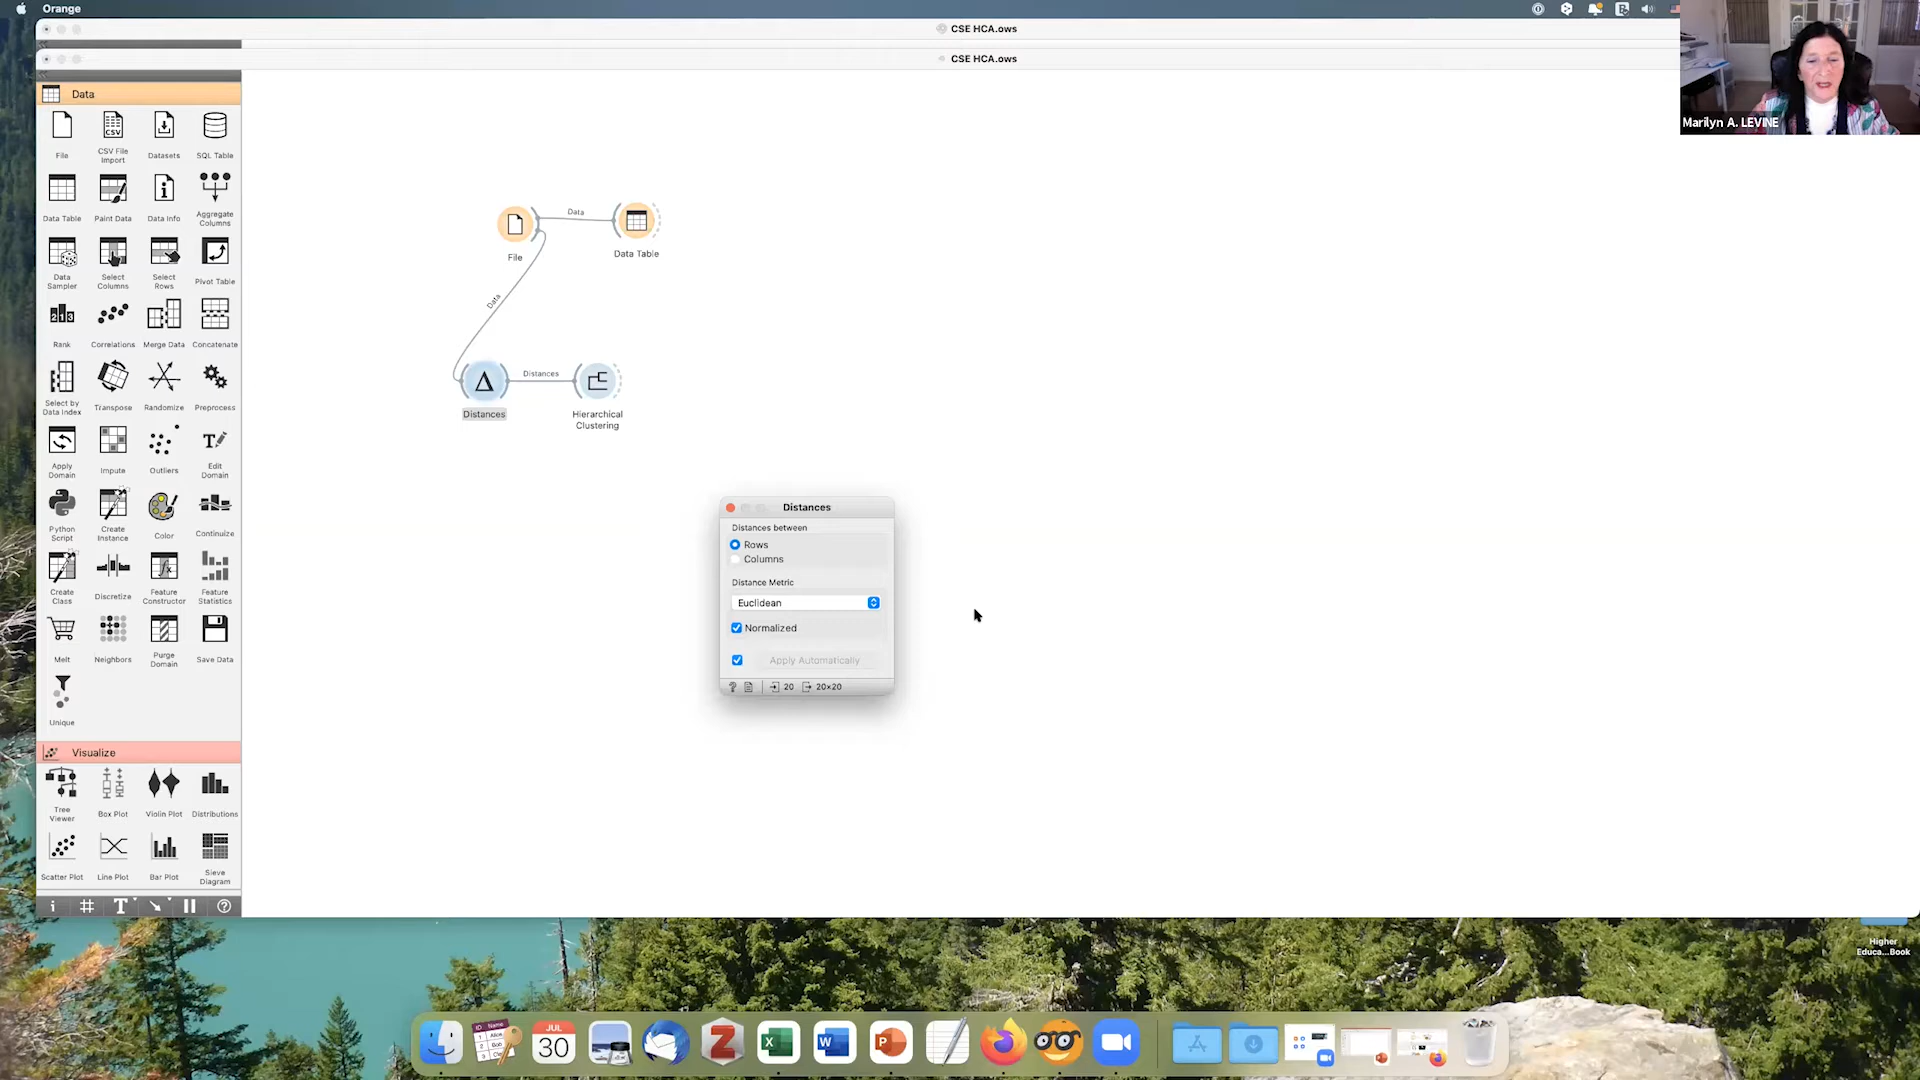 Orange
CSE HCA.ows
CSE HCA.ows
Data
File
CSV File
Import
Datasets
SQL Table
Data Table
Paint Data
Data Info
Aggregate
Columns
Data
Sampler
Select
Columns
Select
Rows
Pivot Table
Rank
Correlations
Merge Data
Concatenate
Select by
Data Index
Transpose
Randomize
Preprocess
Apply
Domain
Impute
Outliers
Edit
Domain
Python
Script
Create
Instance
Color
Continuize
Create
Class
Discretize
Feature
Constructor
Feature
Statistics
Melt
Neighbors
Purge
Domain
Save Data
Unique
Visualize
Tree
Viewer
Box Plot
Violin Plot
Distributions
Scatter Plot
Line Plot
Bar Plot
Sieve
Diagram
File
Data
Data Table
Data
Distances
Distances
Hierarchical
Clustering
Distances
Distances between
Rows
Columns
Distance Metric
Euclidean
Normalized
Apply Automatically
20
20×20
Marilyn A. LEVINE
Higher
Educa...Book
JUL
30